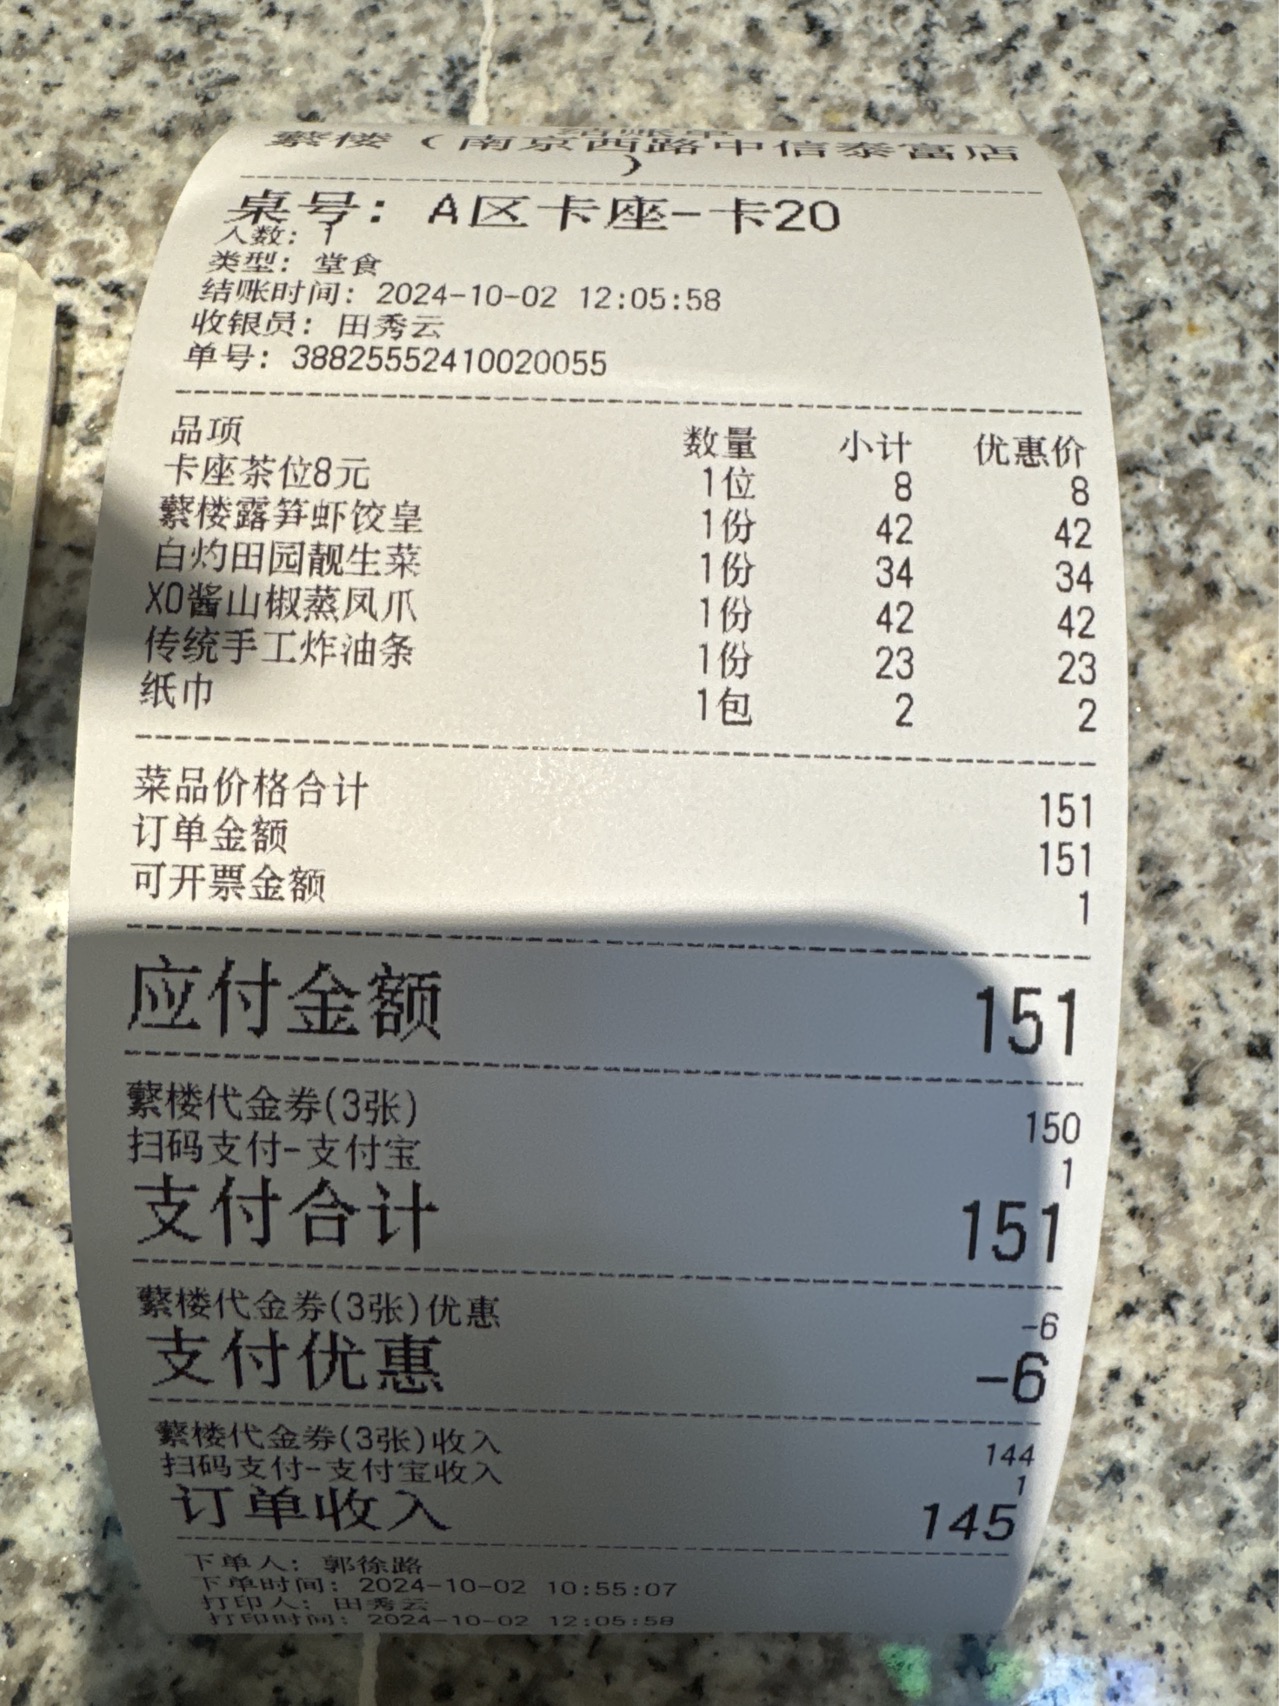 结账单
蘩楼（南京西路中信泰富店
）
桌号：A区卡座-卡20
人数：1
类型：堂食
结账时间：2024-10-02 12:05:58
收银员：田秀云
单号：38825552410020055
品项 数量 小计 优惠价
卡座茶位8元 1位 8 8
蘩楼露笋虾饺皇 1份 42 42
白灼田园靓生菜 1份 34 34
XO酱山椒蒸凤爪 1份 42 42
传统手工炸油条 1份 23 23
纸巾 1包 2 2
菜品价格合计 151
订单金额 151
可开票金额 1
应付金额 151
蘩楼代金券(3张) 150
扫码支付-支付宝 1
支付合计 151
蘩楼代金券(3张)优惠 -6
支付优惠 -6
蘩楼代金券(3张)收入 144
扫码支付-支付宝收入 1
订单收入 145
下单人：郭徐路
下单时间：2024-10-02 10:55:07
打印人：田秀云
打印时间：2024-10-02 12:05:58